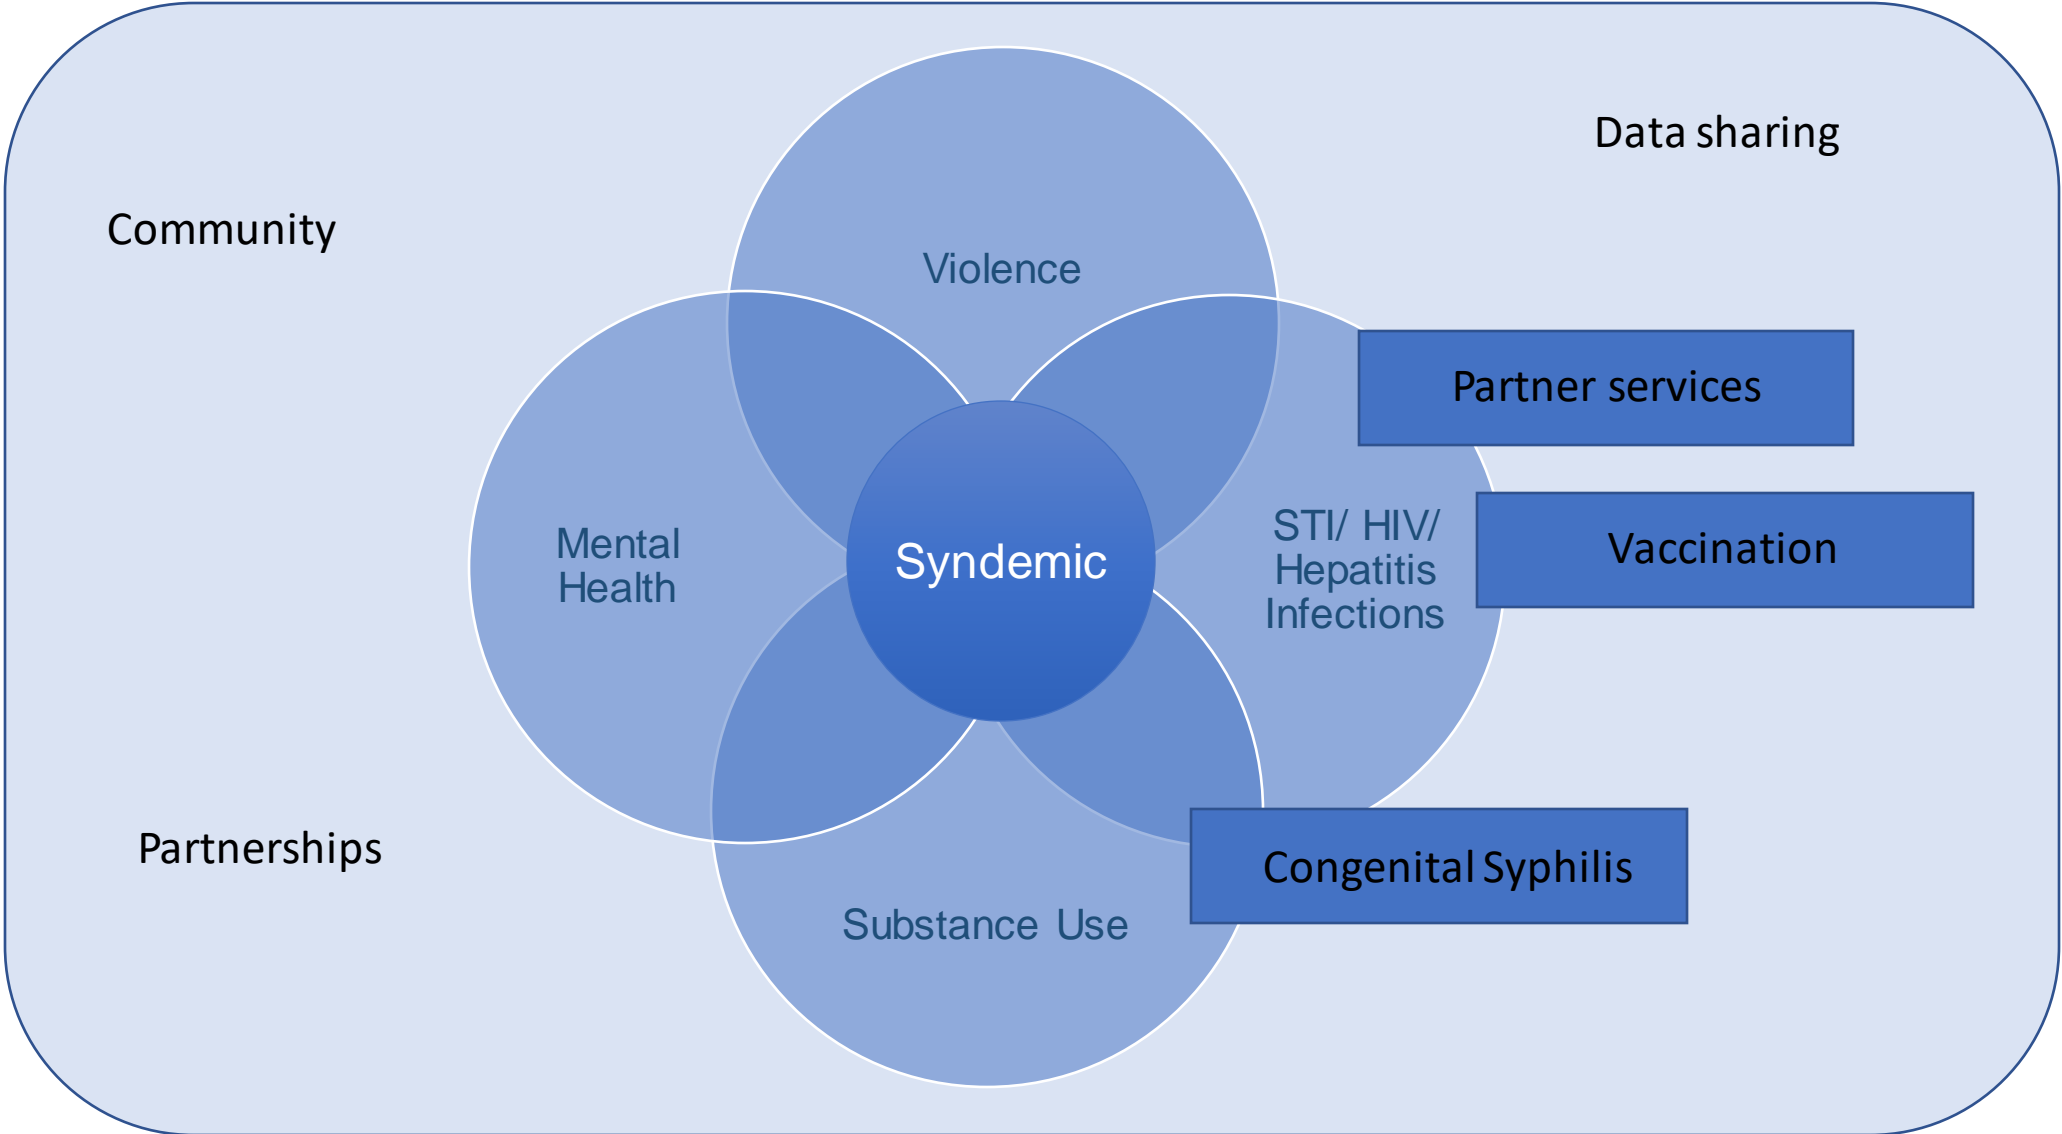 Data sharing
Community
Violence
Partner services
Mental
Health
Syndemic
STI/ HIV/
Hepatitis
Infections
Vaccination
Partnerships
Congenital Syphilis
Substance Use